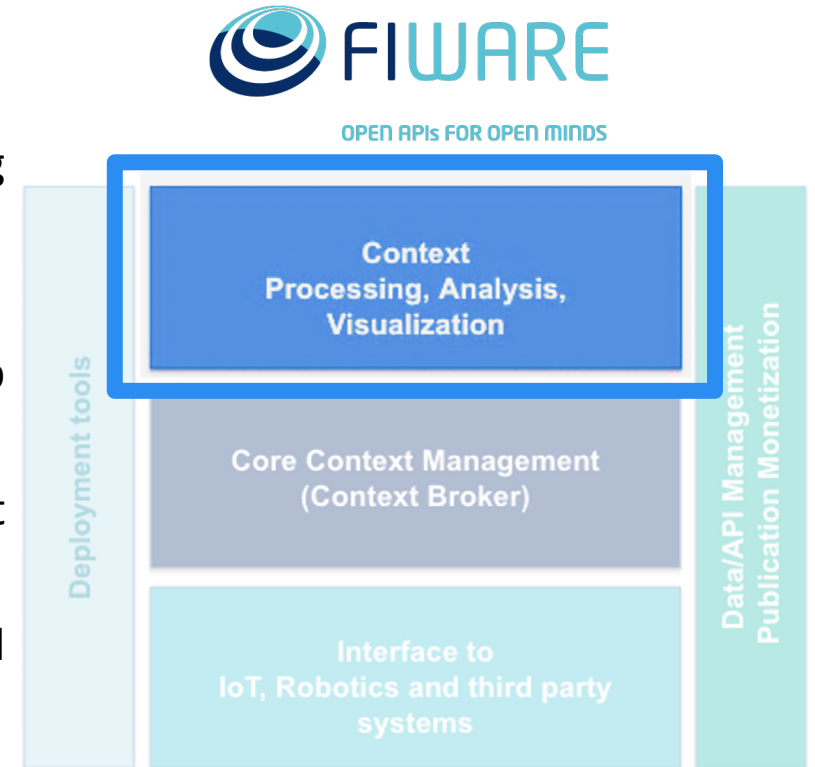 FIWARE
OPEN APIs FOR OPEN MINDS
Context
Processing, Analysis,
Visualization
Core Context Management
(Context Broker)
Interface to
IoT, Robotics and third party
systems
Deployment tools
Data/API Management
Publication Monetization